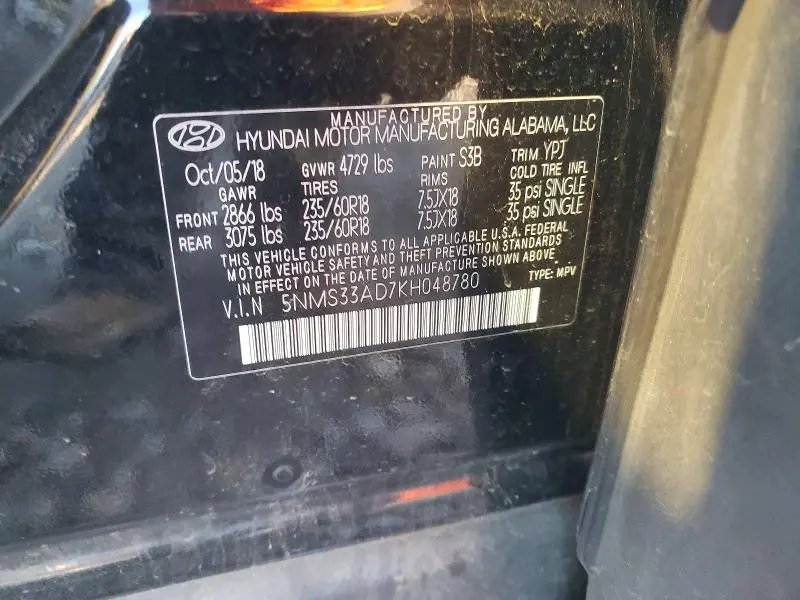 MANUFACTURED BY
HYUNDAI MOTOR MANUFACTURING ALABAMA, LLC
Oct/05/18 GVWR 4729 lbs PAINT S3B TRIM YPJ
GAWR TIRES RIMS COLD TIRE INFL
FRONT 2866 lbs 235/60R18 7.5JX18 35 psi SINGLE
REAR 3075 lbs 235/60R18 7.5JX18 35 psi SINGLE
THIS VEHICLE CONFORMS TO ALL APPLICABLE U.S.A. FEDERAL
MOTOR VEHICLE SAFETY AND THEFT PREVENTION STANDARDS
IN EFFECT ON THE DATE OF MANUFACTURE SHOWN ABOVE
V.I.N 5NMS33AD7KH048780 TYPE: MPV